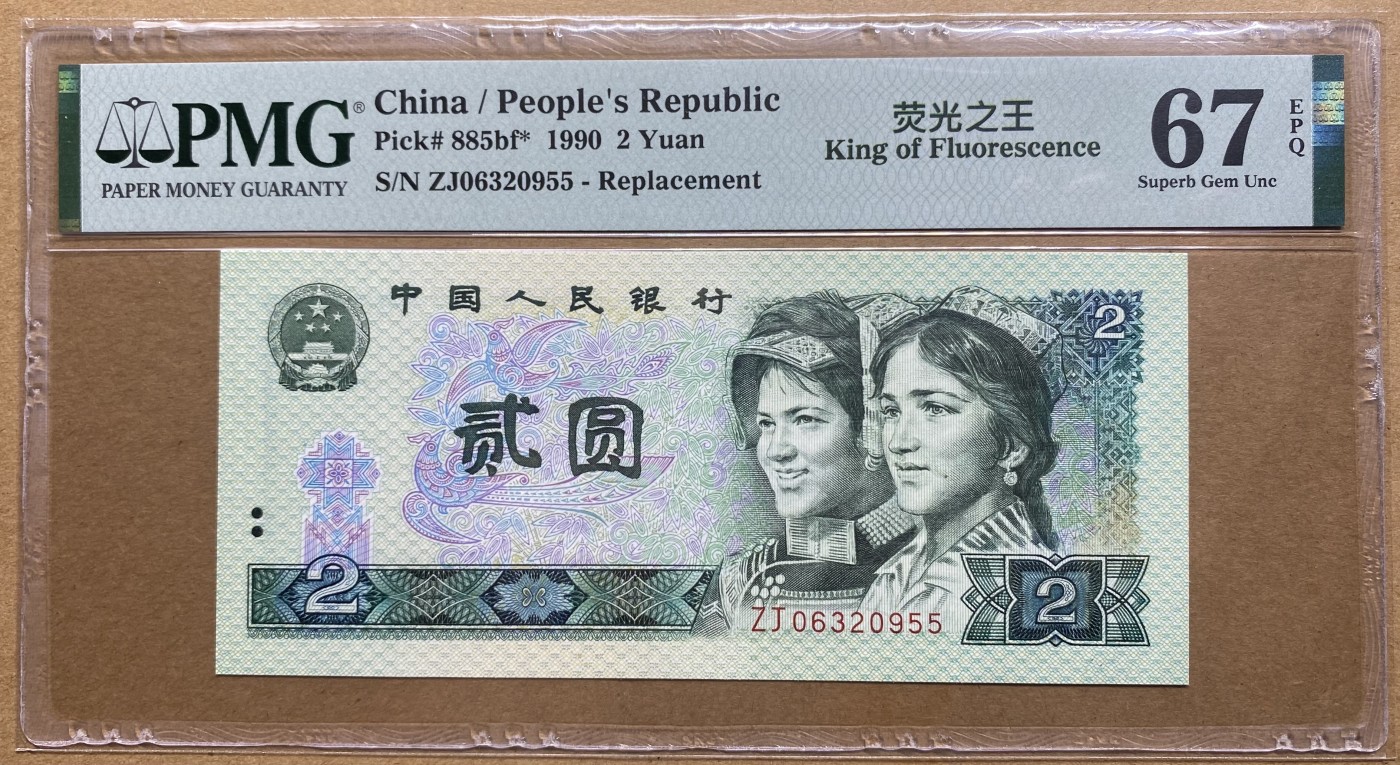 PMG®
PAPER MONEY GUARANTY
China / People's Republic
Pick# 885bf* 1990 2 Yuan
S/N ZJ06320955 - Replacement
荧光之王
King of Fluorescence
67
EPQ
Superb Gem Unc
中国人民银行
2
贰圆
2
2
ZJ06320955